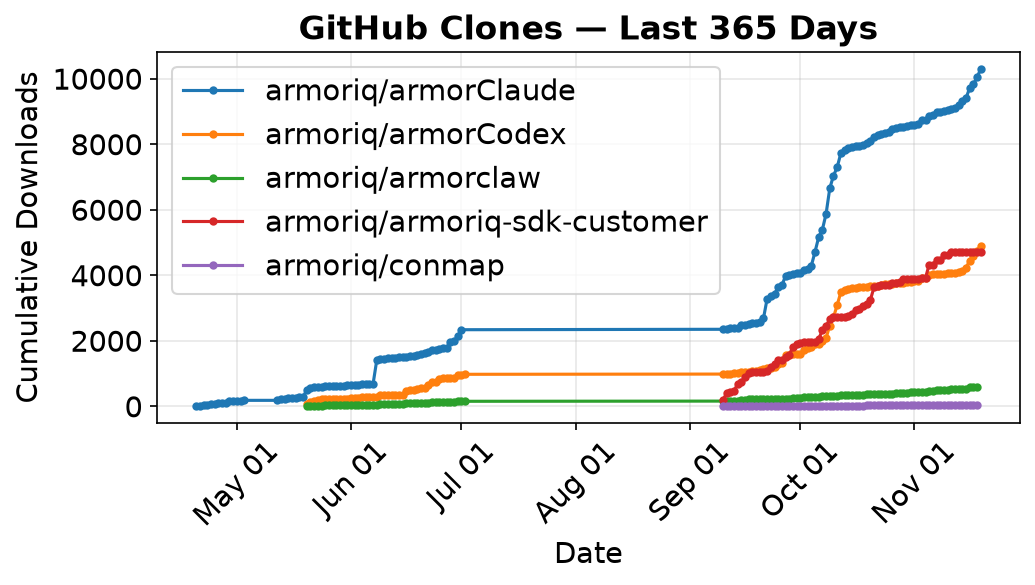 GitHub Clones — Last 365 Days
Cumulative Downloads
10000
8000
6000
4000
2000
0
armoriq/armorClaude
armoriq/armorCodex
armoriq/armorclaw
armoriq/armoriq-sdk-customer
armoriq/conmap
May 01
Jun 01
Jul 01
Aug 01
Sep 01
Oct 01
Nov 01
Date